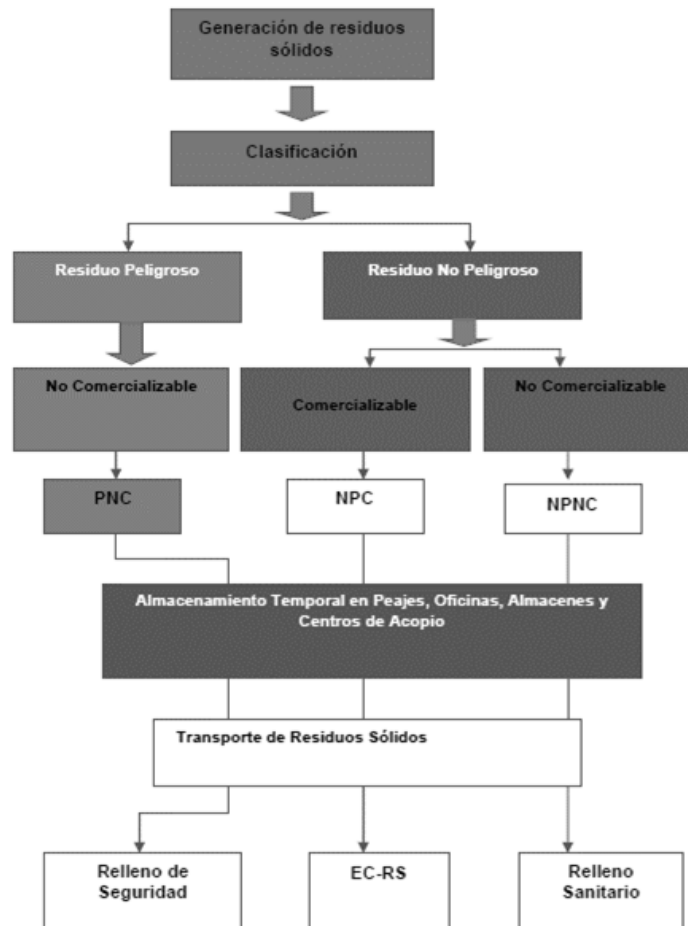 Generación de residuos
sólidos
Clasificación
Residuo Peligroso
Residuo No Peligroso
No Comercializable
Comercializable
No Comercializable
PNC
NPC
NPNC
Almacenamiento Temporal en Peajes, Oficinas, Almacenes y
Centros de Acopio
Transporte de Residuos Sólidos
Relleno de
Seguridad
EC-RS
Relleno
Sanitario